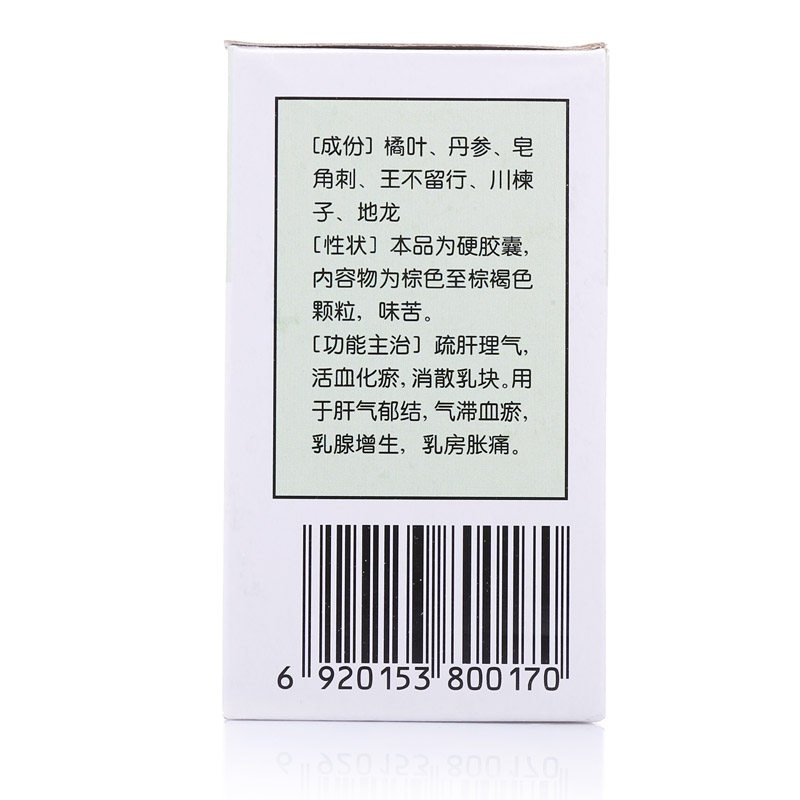 [成份] 橘叶、丹参、皂
角刺、王不留行、川楝
子、地龙
[性状] 本品为硬胶囊，
内容物为棕色至棕褐色
颗粒，味苦。
[功能主治] 疏肝理气，
活血化瘀，消散乳块。用
于肝气郁结，气滞血瘀，
乳腺增生，乳房胀痛。
6 920153 800170